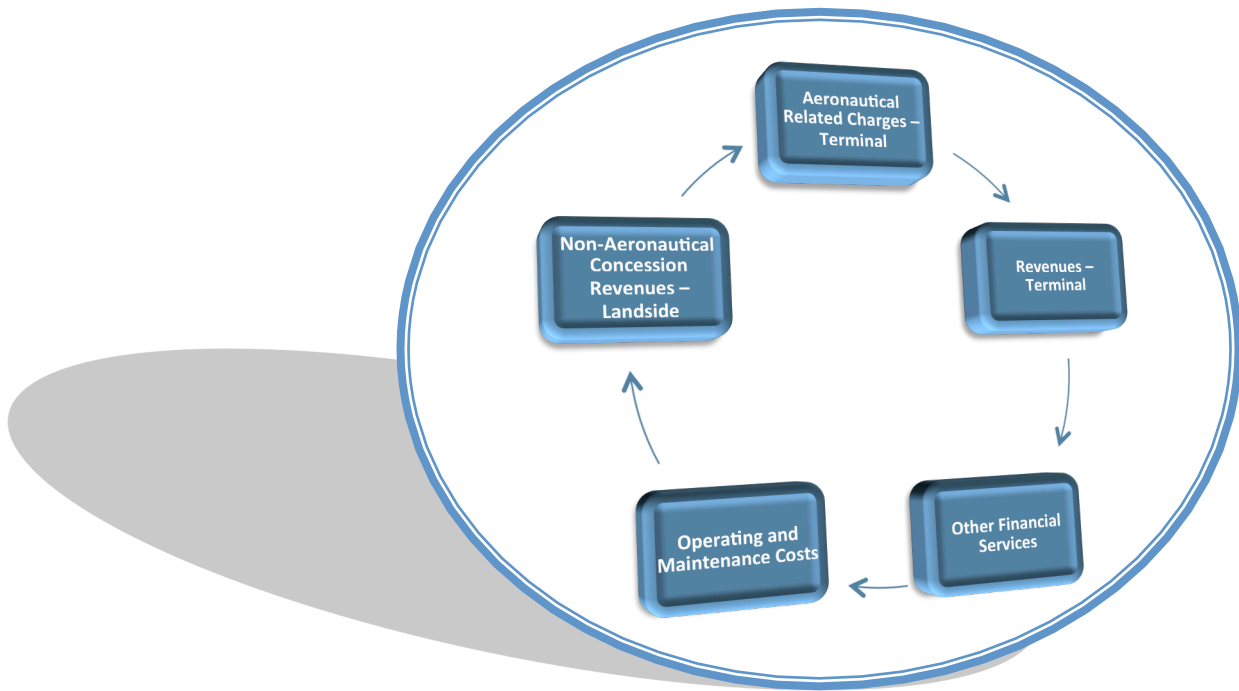 Aeronautical
Related Charges –
Terminal
Revenues –
Terminal
Other Financial
Services
Operating and
Maintenance Costs
Non-Aeronautical
Concession
Revenues –
Landside